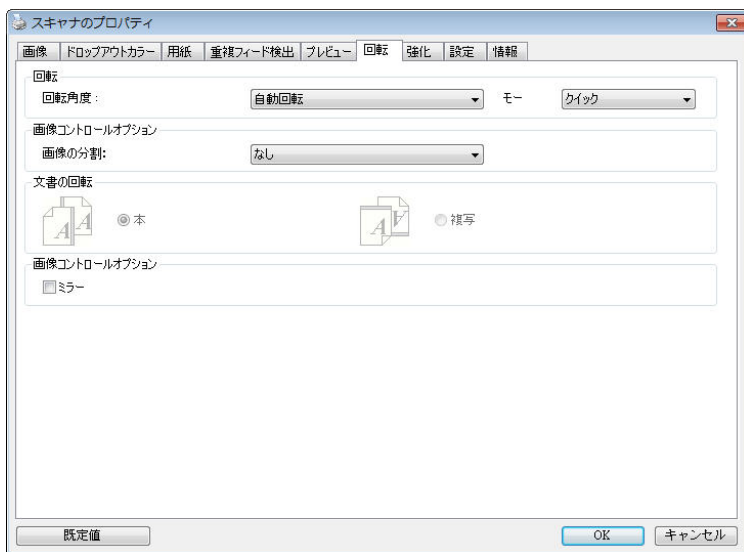 スキャナのプロパティ
画像 ドロップアウトカラー 用紙 重複フィード検出 プレビュー 回転 強化 設定 情報
回転
回転角度： 自動回転 モー クイック
画像コントロールオプション
画像の分割: なし
文書の回転
A A 本 A A 複写
画像コントロールオプション
ミラー
既定値 OK キャンセル